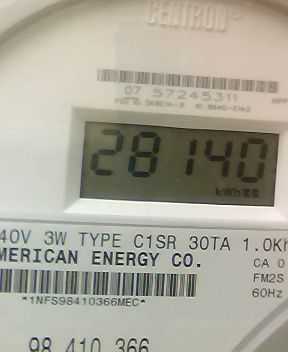 CENTRON®
07 57245311
28140
kWh
40V 3W TYPE C1SR 30TA 1.0Kh
MERICAN ENERGY CO.
CA 0
FM2S
*1NFS98410366MEC*
60Hz
98 410 366